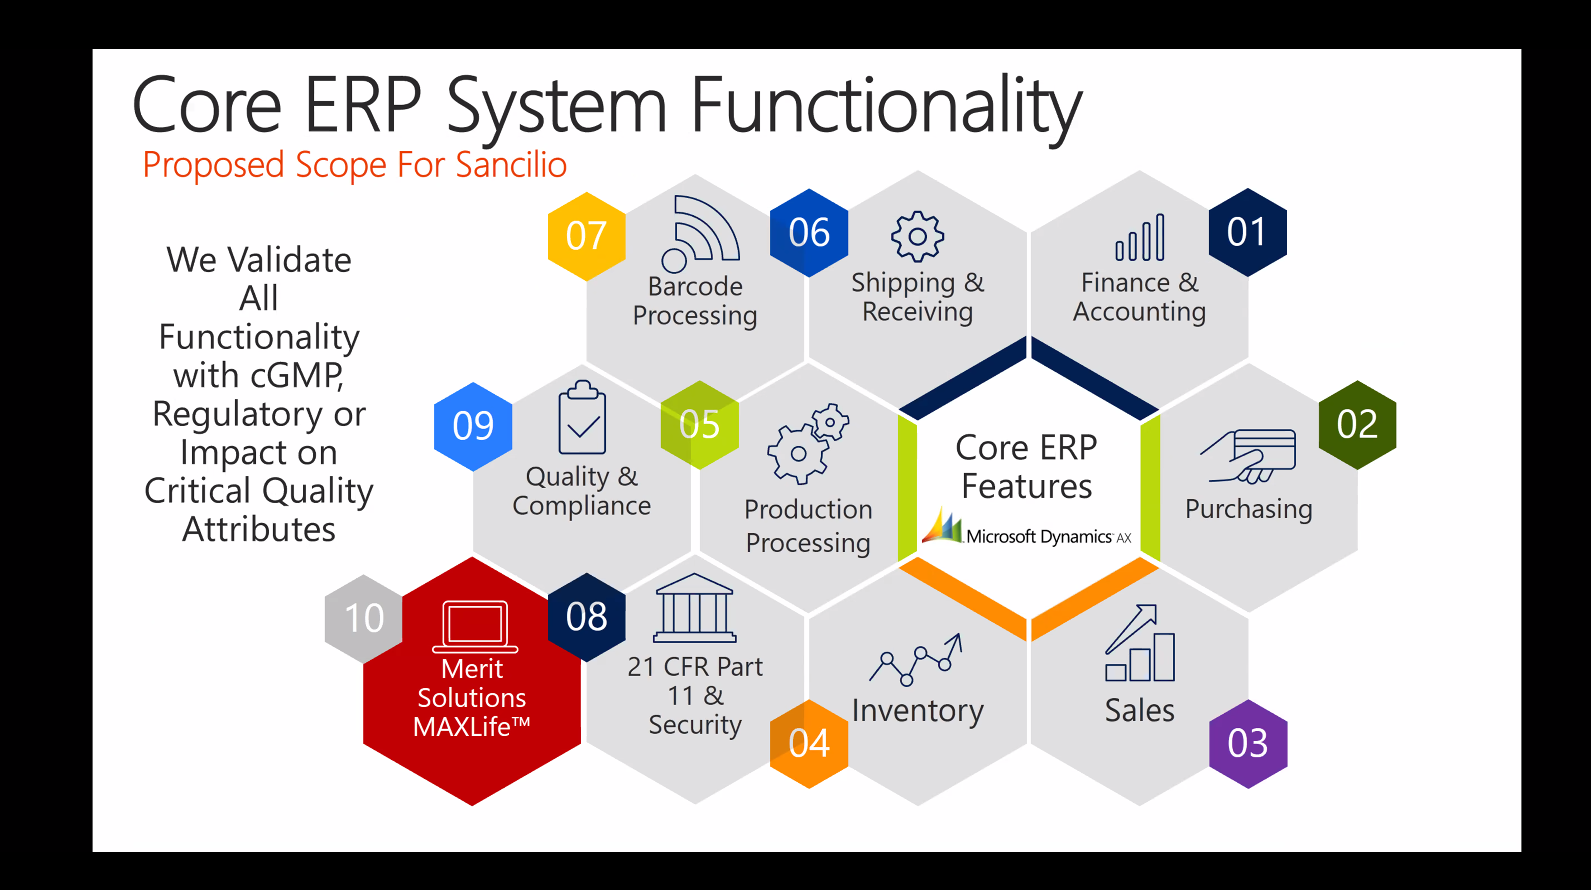 Core ERP System Functionality
Proposed Scope For Sancilio
We Validate
All
Functionality
with cGMP,
Regulatory or
Impact on
Critical Quality
Attributes
07
Barcode
Processing
06
Shipping &
Receiving
01
Finance &
Accounting
09
Quality &
Compliance
05
Production
Processing
Core ERP
Features
Microsoft Dynamics™ AX
02
Purchasing
10
Merit
Solutions
MAXLife™
08
21 CFR Part
11 &
Security
04
Inventory
Sales
03